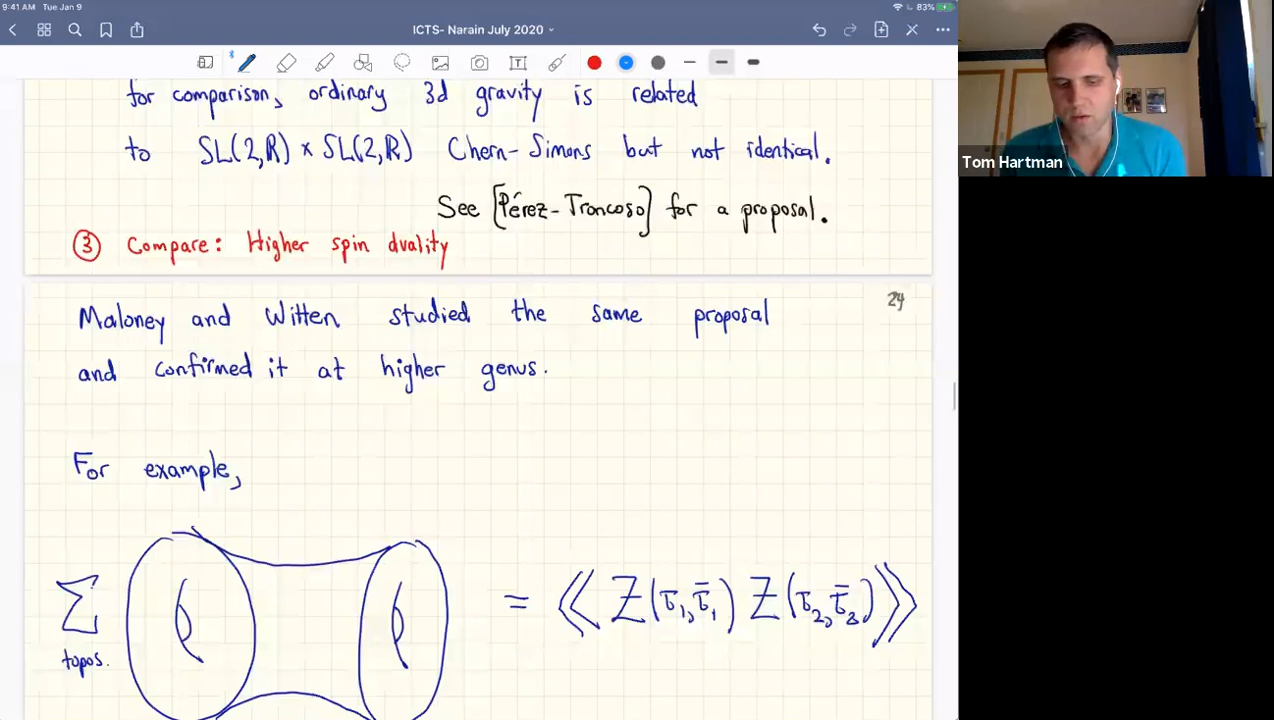 9:41 AM Tue Jan 9
83%
ICTS- Narain July 2020
for comparison, ordinary 3d gravity is related
to SL(2,R) × SL(2,R) Chern-Simons but not identical.
See [Pérez-Troncoso] for a proposal.
③ Compare: Higher spin duality
24
Maloney and Witten studied the same proposal
and confirmed it at higher genus.
For example,
∑ = ⟪ Z(τ₁,τ̄₁) Z(τ₂,τ̄₂) ⟫
topos.
Tom Hartman